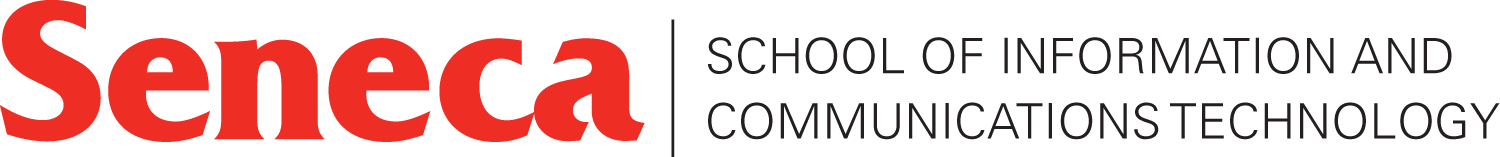 Seneca
SCHOOL OF INFORMATION AND
COMMUNICATIONS TECHNOLOGY